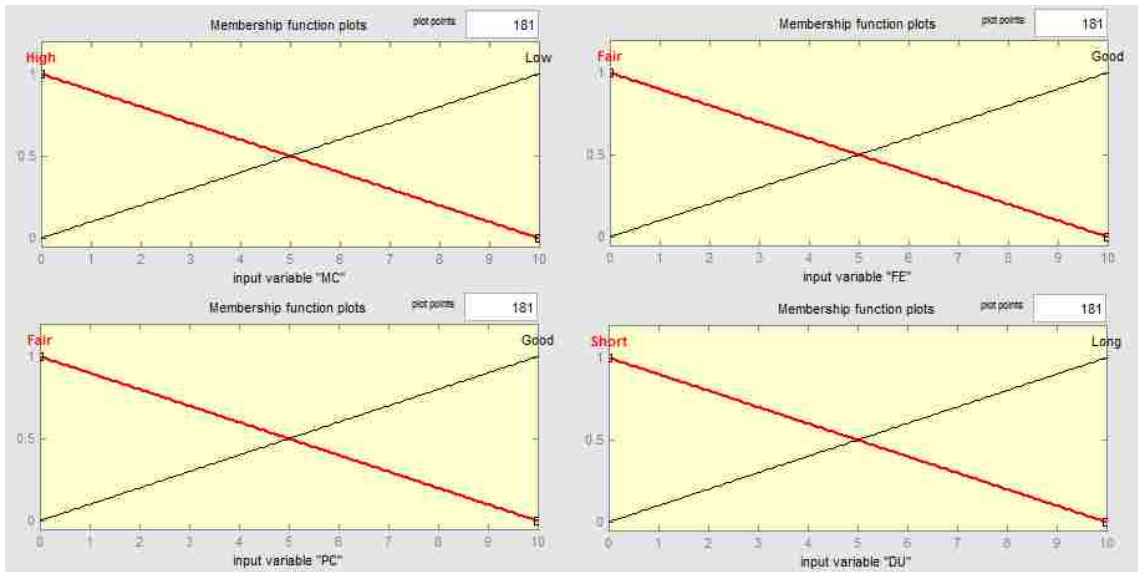 Membership function plots plot points 181
High Low
1
0.5
0
0 1 2 3 4 5 6 7 8 9 10
input variable "MC"
Membership function plots plot points 181
Fair Good
1
0.5
0
0 1 2 3 4 5 6 7 8 9 10
input variable "FE"
Membership function plots plot points 181
Fair Good
1
0.5
0
0 1 2 3 4 5 6 7 8 9 10
input variable "PC"
Membership function plots plot points 181
Short Long
1
0.5
0
0 1 2 3 4 5 6 7 8 9 10
input variable "DU"